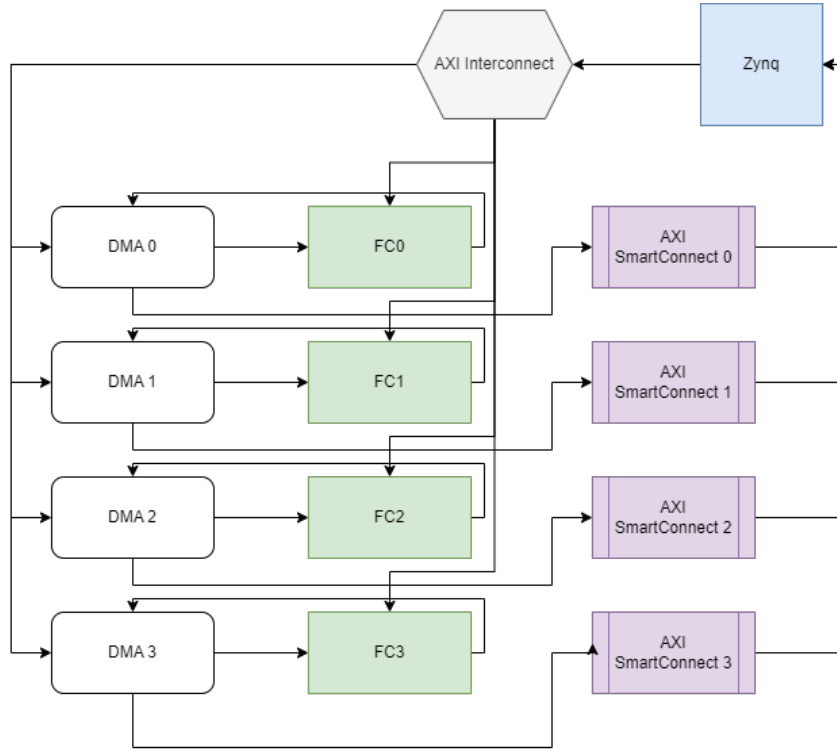 AXI Interconnect
Zynq
DMA 0
FC0
AXI
SmartConnect 0
DMA 1
FC1
AXI
SmartConnect 1
DMA 2
FC2
AXI
SmartConnect 2
DMA 3
FC3
AXI
SmartConnect 3